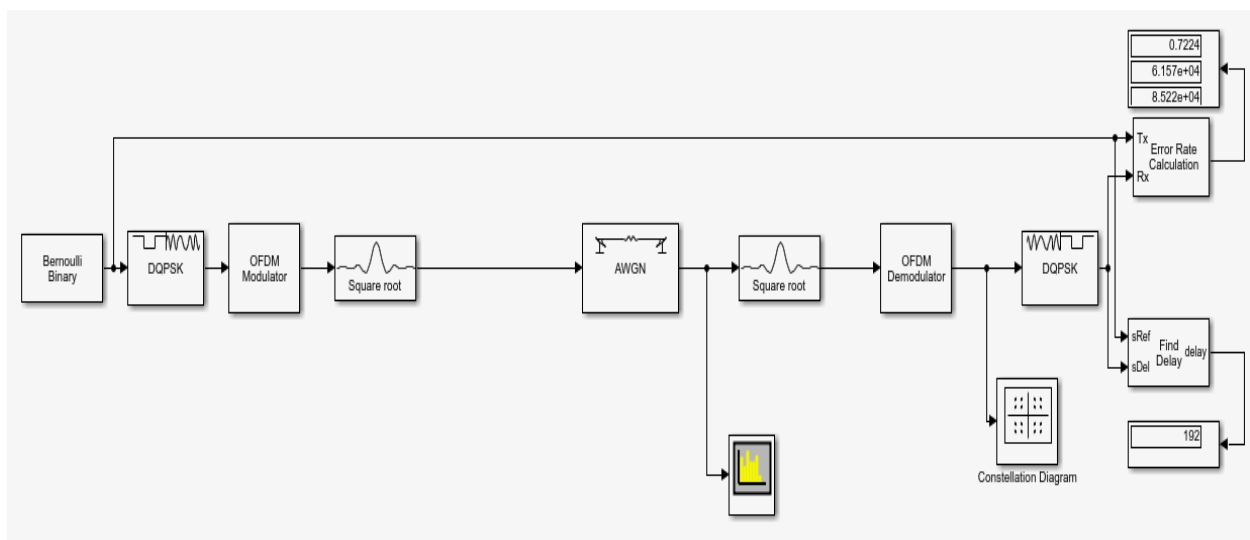 0.7224
6.157e+04
8.522e+04
Tx
Error Rate
Calculation
Rx
Bernoulli
Binary
DQPSK
OFDM
Modulator
Square root
AWGN
Square root
OFDM
Demodulator
DQPSK
sRef
Find
Delay
delay
sDel
Constellation Diagram
192